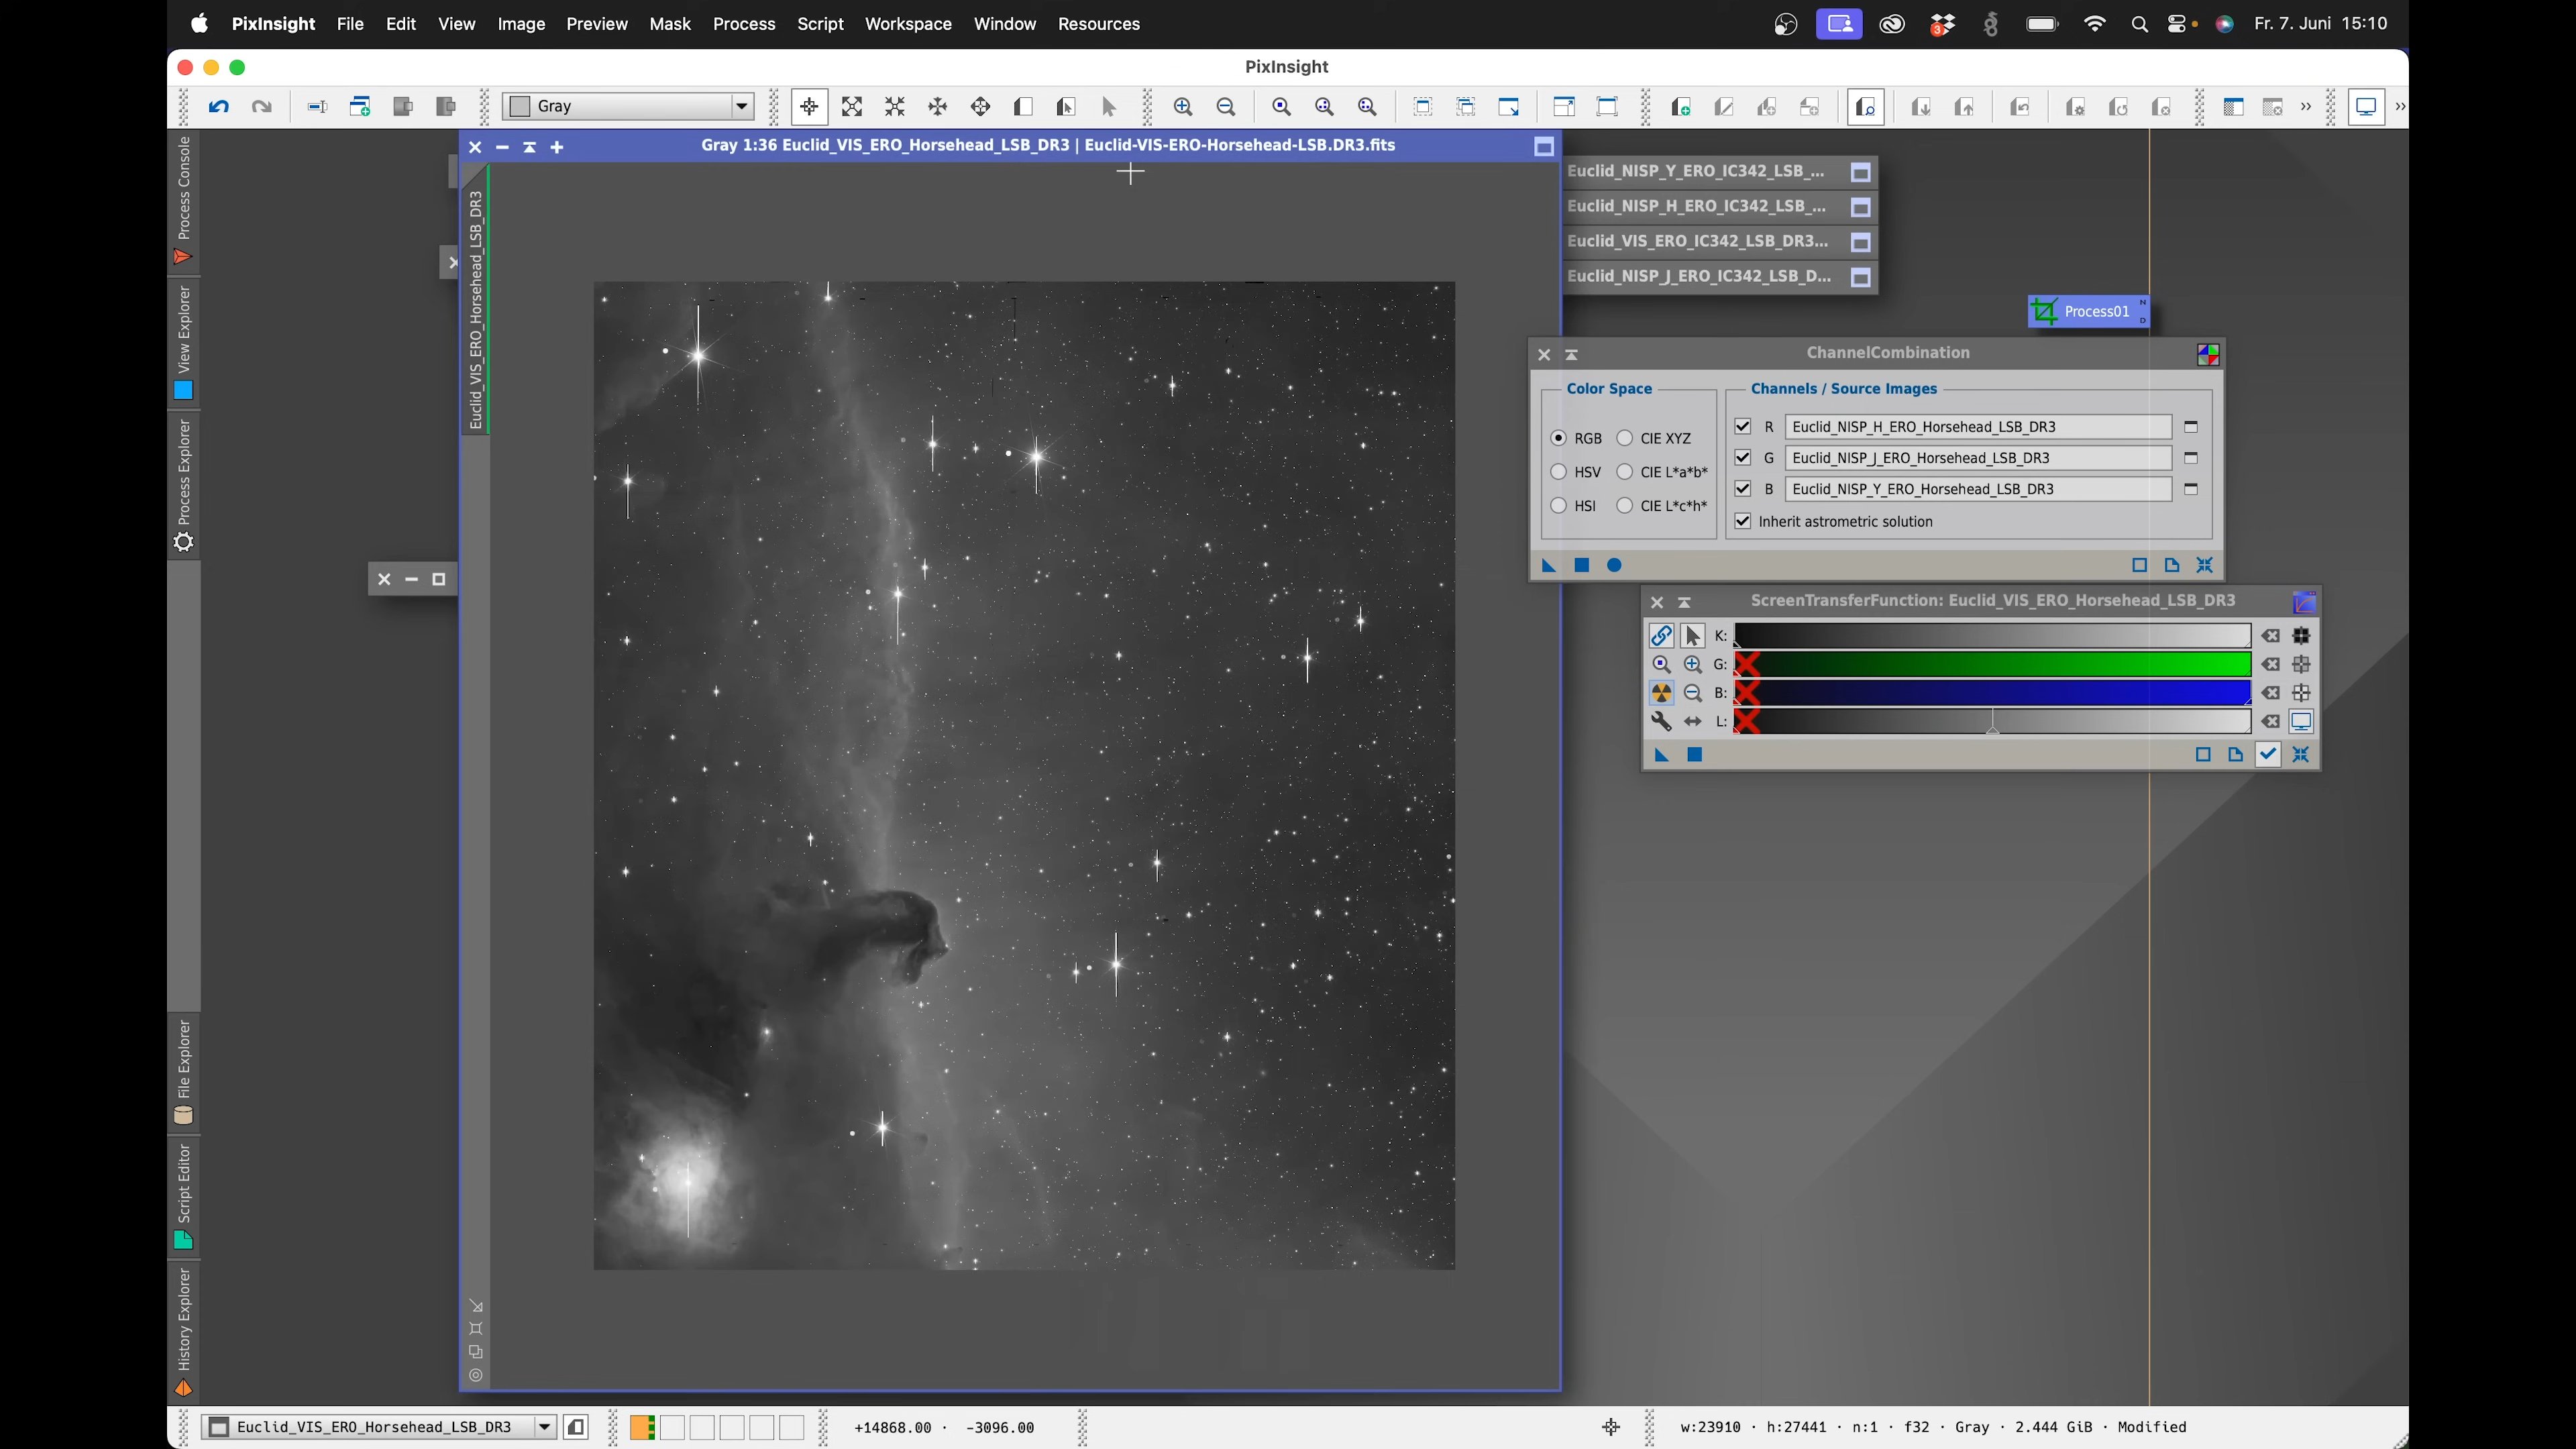 PixInsight File Edit View Image Preview Mask Process Script Workspace Window Resources
3
Fr. 7. Juni 15:10
PixInsight
Gray
Process Console
View Explorer
Process Explorer
File Explorer
Script Editor
History Explorer
Gray 1:36 Euclid_VIS_ERO_Horsehead_LSB_DR3 | Euclid-VIS-ERO-Horsehead-LSB.DR3.fits
Euclid_VIS_ERO_Horsehead_LSB_DR3
Euclid_NISP_Y_ERO_IC342_LSB_...
Euclid_NISP_H_ERO_IC342_LSB_...
Euclid_VIS_ERO_IC342_LSB_DR3...
Euclid_NISP_J_ERO_IC342_LSB_D...
Process01
N
D
ChannelCombination
Color Space
RGB CIE XYZ
HSV CIE L*a*b*
HSI CIE L*c*h*
Channels / Source Images
R Euclid_NISP_H_ERO_Horsehead_LSB_DR3
G Euclid_NISP_J_ERO_Horsehead_LSB_DR3
B Euclid_NISP_Y_ERO_Horsehead_LSB_DR3
Inherit astrometric solution
ScreenTransferFunction: Euclid_VIS_ERO_Horsehead_LSB_DR3
K:
G:
B:
L:
Euclid_VIS_ERO_Horsehead_LSB_DR3
+14868.00 · -3096.00
w:23910 · h:27441 · n:1 · f32 · Gray · 2.444 GiB · Modified